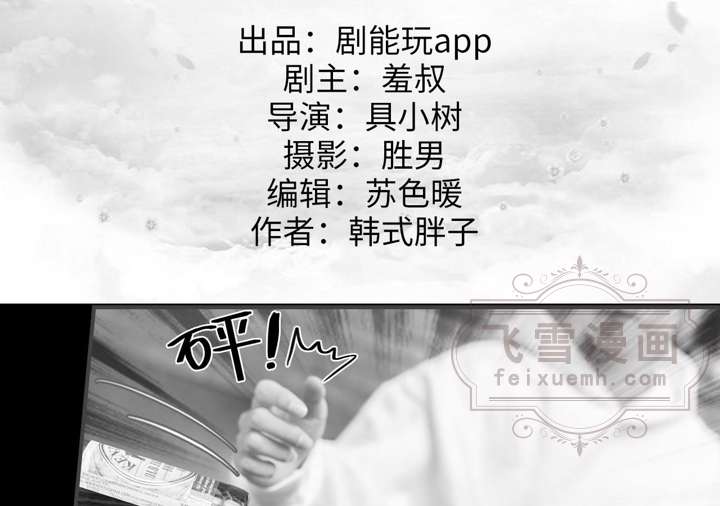 出品：剧能玩app
剧主：羞叔
导演：具小树
摄影：胜男
编辑：苏色暖
作者：韩式胖子
砰！
飞雪漫画
feixuemh.com